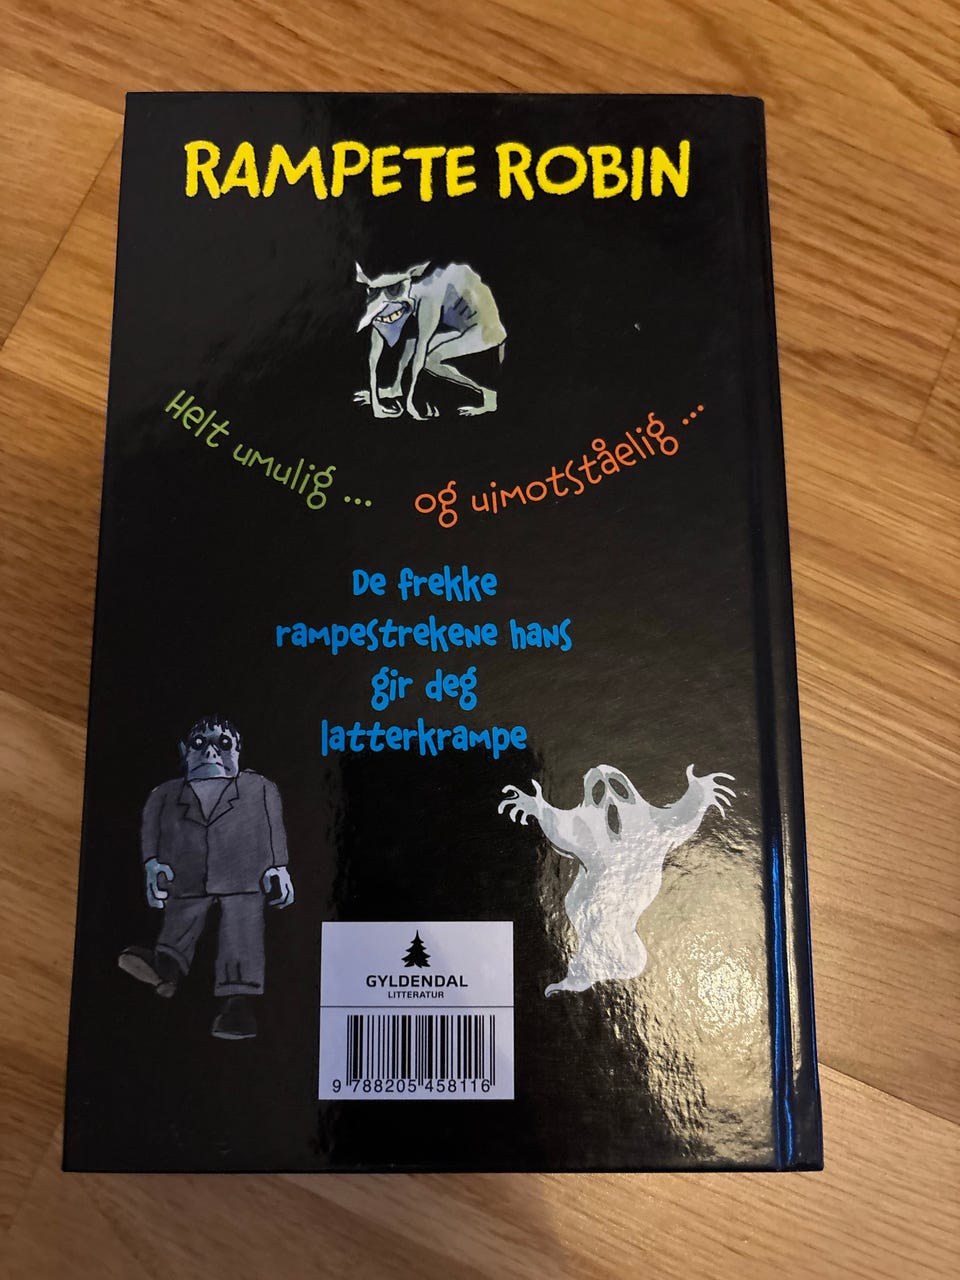 RAMPETE ROBIN
Helt umulig ...
og uimotståelig ...
De frekke
rampestrekene hans
gir deg
latterkrampe
GYLDENDAL
LITTERATUR
9 788205 458116